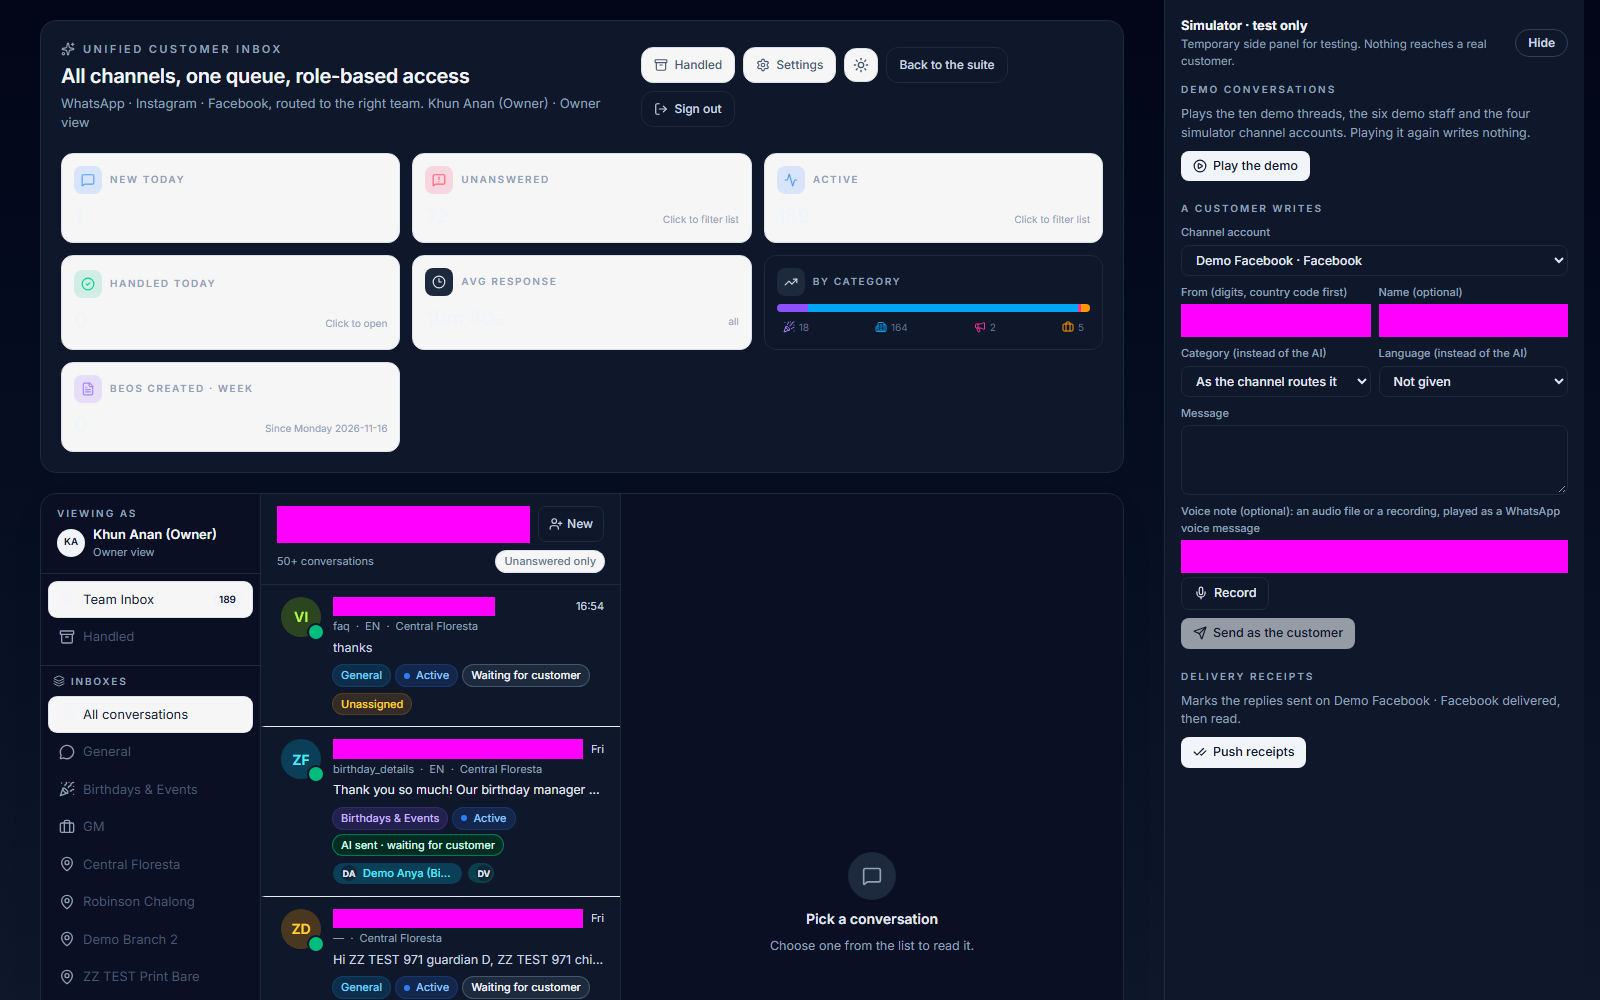 UNIFIED CUSTOMER INBOX
All channels, one queue, role-based access
WhatsApp · Instagram · Facebook, routed to the right team. Khun Anan (Owner) · Owner
view
Handled
Settings
Back to the suite
Sign out
NEW TODAY
UNANSWERED
Click to filter list
ACTIVE
Click to filter list
HANDLED TODAY
Click to open
AVG RESPONSE
all
BY CATEGORY
18
164
2
5
BEOS CREATED · WEEK
Since Monday 2026-11-16
VIEWING AS
KA
Khun Anan (Owner)
Owner view
Team Inbox
189
Handled
INBOXES
All conversations
General
Birthdays & Events
GM
Central Floresta
Robinson Chalong
Demo Branch 2
ZZ TEST Print Bare
New
50+ conversations
Unanswered only
VI
16:54
faq · EN · Central Floresta
thanks
General
Active
Waiting for customer
Unassigned
ZF
Fri
birthday_details · EN · Central Floresta
Thank you so much! Our birthday manager ...
Birthdays & Events
Active
AI sent · waiting for customer
DA
Demo Anya (Bi...
DV
ZD
Fri
— · Central Floresta
Hi ZZ TEST 971 guardian D, ZZ TEST 971 chi...
General
Active
Waiting for customer
Pick a conversation
Choose one from the list to read it.
Simulator · test only
Temporary side panel for testing. Nothing reaches a real
customer.
Hide
DEMO CONVERSATIONS
Plays the ten demo threads, the six demo staff and the four
simulator channel accounts. Playing it again writes nothing.
Play the demo
A CUSTOMER WRITES
Channel account
Demo Facebook · Facebook
From (digits, country code first)
Name (optional)
Category (instead of the AI)
Language (instead of the AI)
As the channel routes it
Not given
Message
Voice note (optional): an audio file or a recording, played as a WhatsApp
voice message
Record
Send as the customer
DELIVERY RECEIPTS
Marks the replies sent on Demo Facebook · Facebook delivered,
then read.
Push receipts